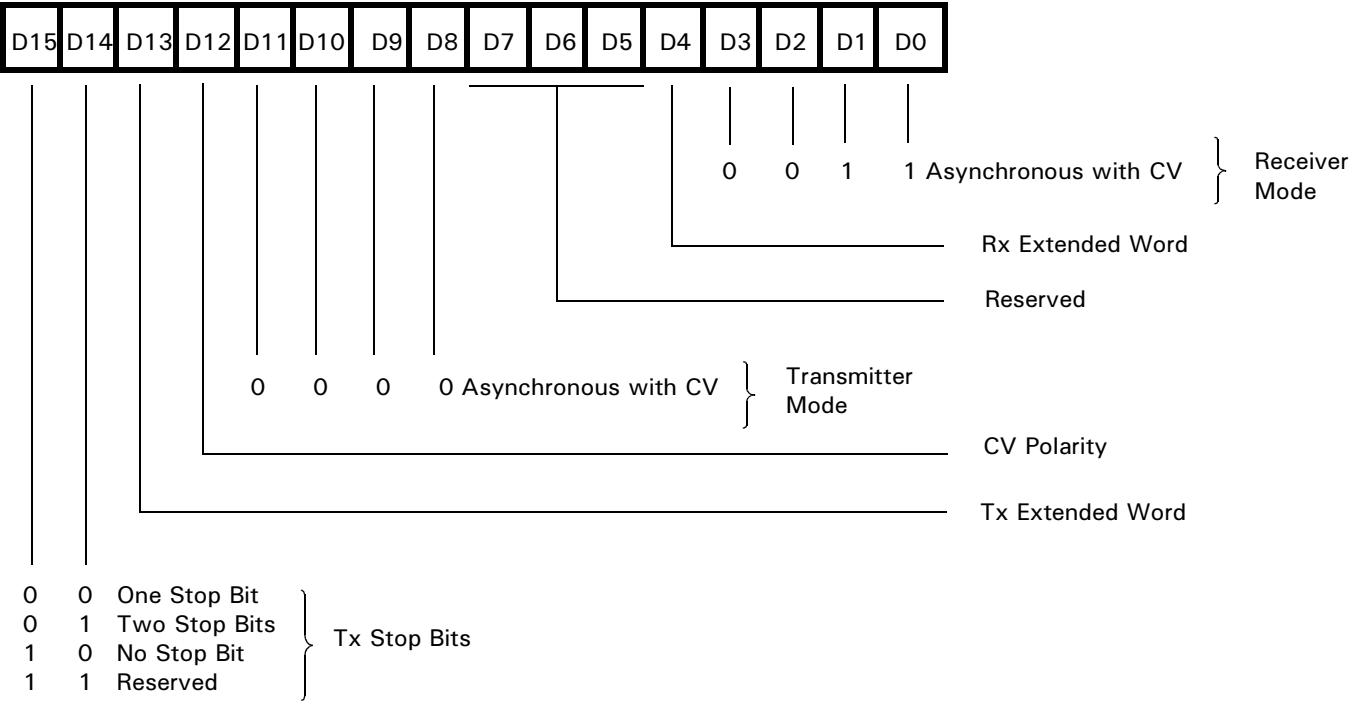 D15 D14 D13 D12 D11 D10 D9 D8 D7 D6 D5 D4 D3 D2 D1 D0
0 0 1 1 Asynchronous with CV
Receiver
Mode
Rx Extended Word
Reserved
0 0 0 0 Asynchronous with CV
Transmitter
Mode
CV Polarity
Tx Extended Word
0 0 One Stop Bit
0 1 Two Stop Bits
1 0 No Stop Bit
1 1 Reserved
Tx Stop Bits